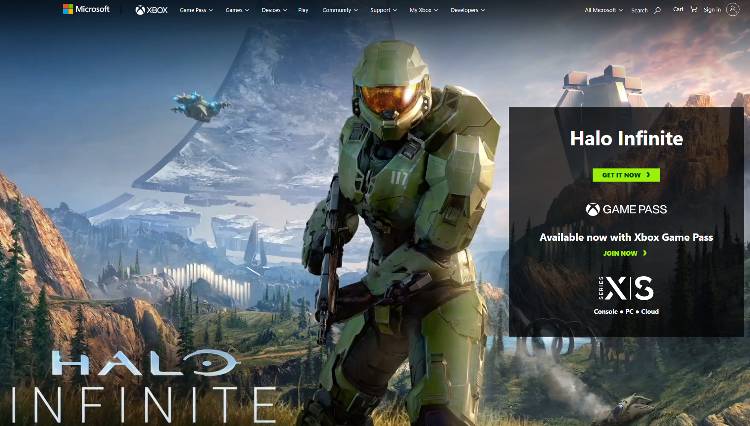 Microsoft XBOX Game Pass Games Devices Play Community Support My Xbox Developers All Microsoft Search Cart Sign in
117
Halo Infinite
GET IT NOW
GAME PASS
Available now with Xbox Game Pass
JOIN NOW
SERIES X|S
Console • PC • Cloud
HALO
INFINITE